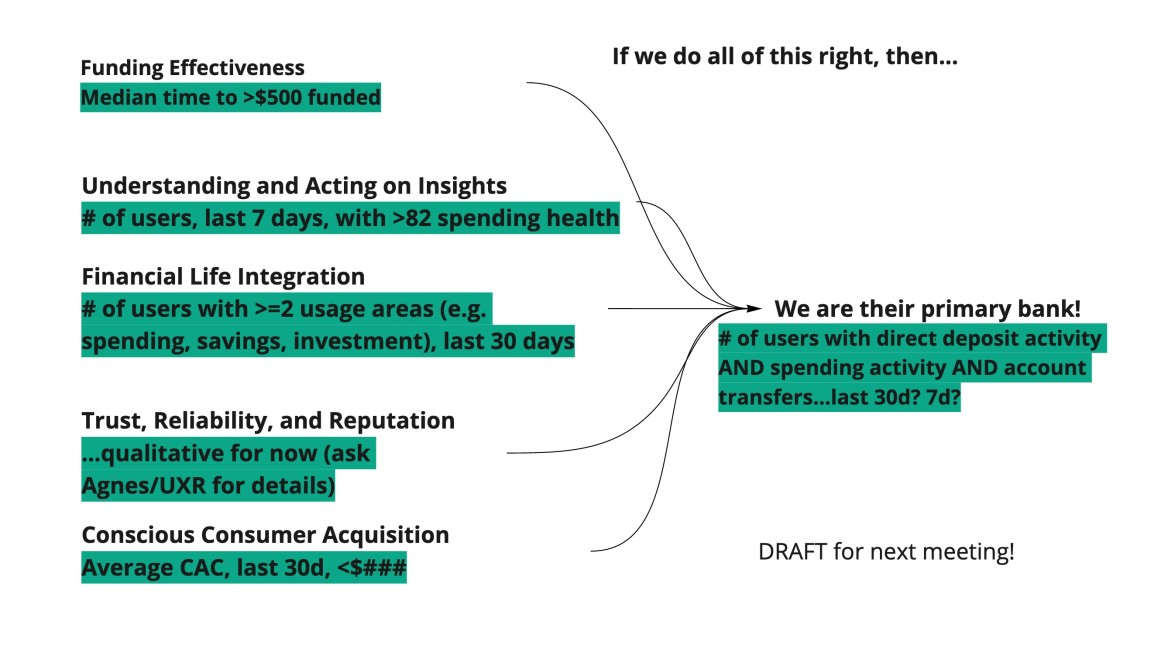 If we do all of this right, then...
Funding Effectiveness
Median time to >$500 funded
Understanding and Acting on Insights
# of users, last 7 days, with >82 spending health
Financial Life Integration
# of users with >=2 usage areas (e.g.
spending, savings, investment), last 30 days
Trust, Reliability, and Reputation
...qualitative for now (ask
Agnes/UXR for details)
Conscious Consumer Acquisition
Average CAC, last 30d, <$###
We are their primary bank!
# of users with direct deposit activity
AND spending activity AND account
transfers...last 30d? 7d?
DRAFT for next meeting!